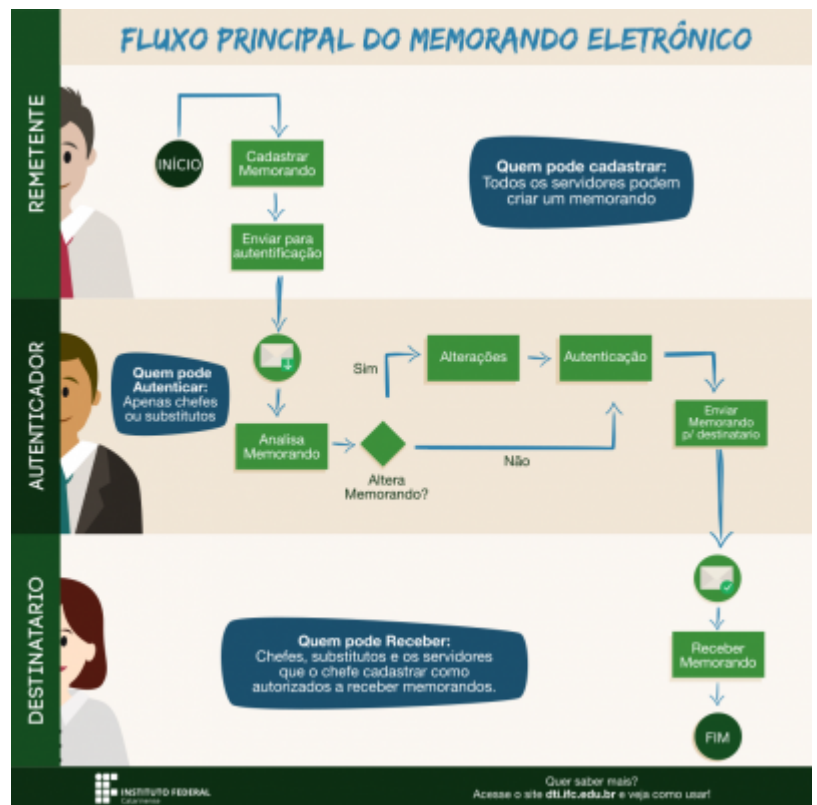 FLUXO PRINCIPAL DO MEMORANDO ELETRÔNICO
REMETENTE
INÍCIO
Cadastrar
Memorando
Quem pode cadastrar:
Todos os servidores podem
criar um memorando
Enviar para
autentificação
AUTENTICADOR
Quem pode
Autenticar:
Apenas chefes
ou substitutos
Sim
Alterações
Autenticação
Enviar
Memorando
p/ destinatario
Analisa
Memorando
Não
Altera
Memorando?
DESTINATARIO
Quem pode Receber:
Chefes, substitutos e os servidores
que o chefe cadastrar como
autorizados a receber memorandos.
Receber
Memorando
FIM
INSTITUTO FEDERAL
Catarinense
Quer saber mais?
Acesse o site dti.ifc.edu.br e veja como usar!